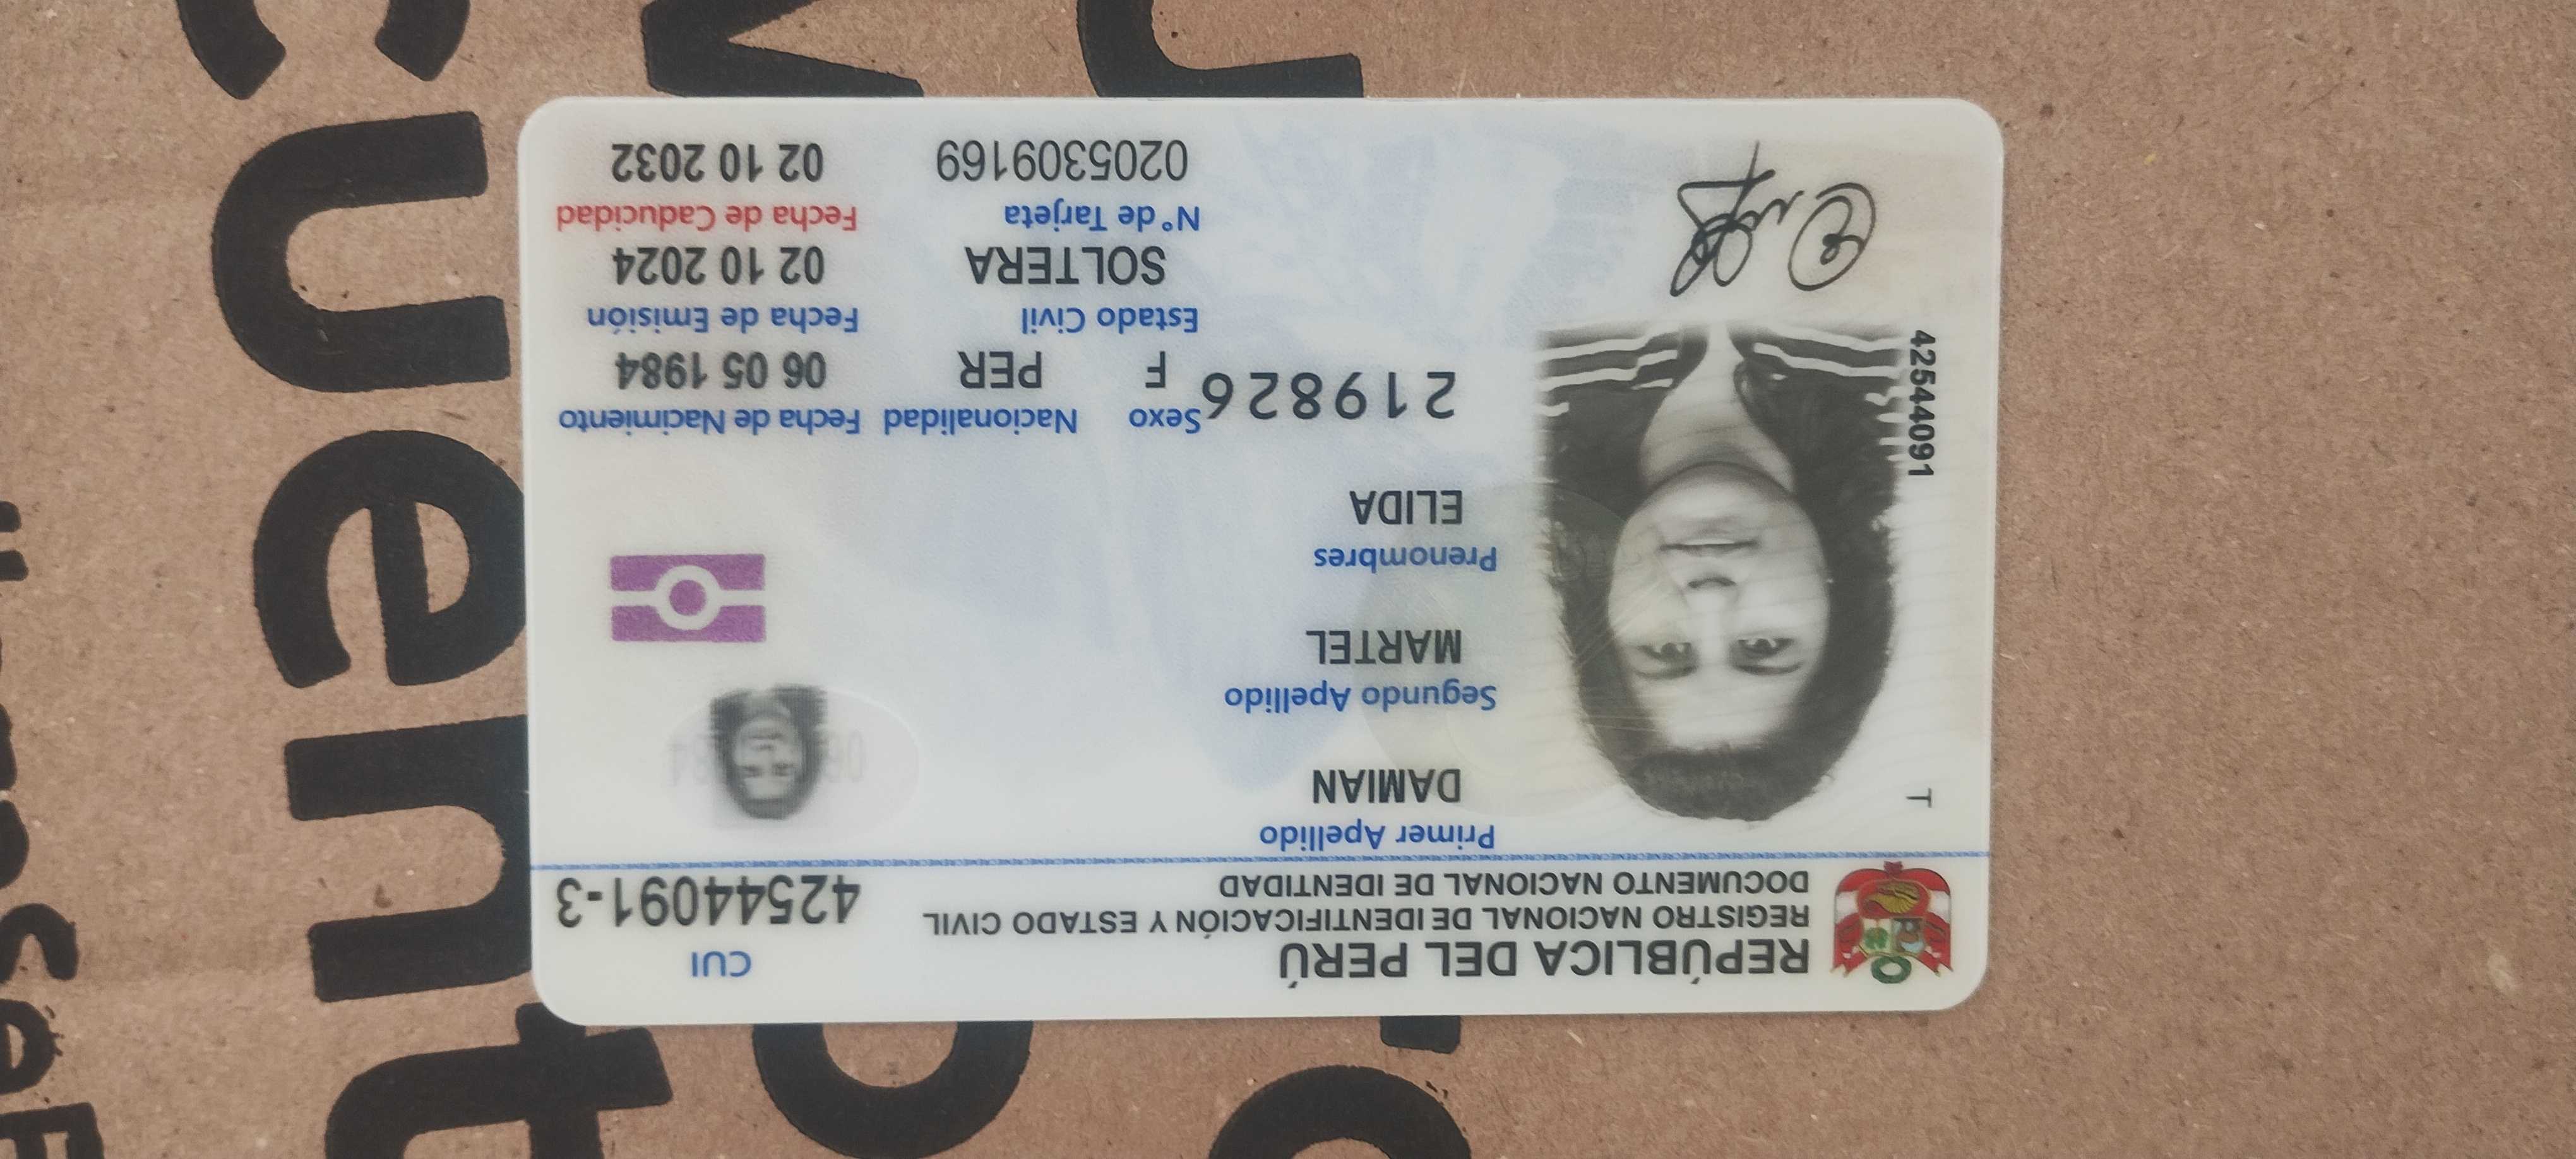 REPÚBLICA DEL PERÚ
REGISTRO NACIONAL DE IDENTIFICACIÓN Y ESTADO CIVIL
DOCUMENTO NACIONAL DE IDENTIDAD
CUI
42544091-3
Primer Apellido
DAMIAN
Segundo Apellido
MARTEL
Prenombres
ELIDA
T
42544091
219826
Sexo
F
Nacionalidad
PER
Fecha de Nacimiento
06 05 1984
Estado Civil
SOLTERA
Fecha de Emisión
02 10 2024
N° de Tarjeta
0205309169
Fecha de Caducidad
02 10 2032